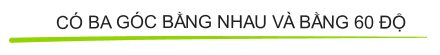 CÓ BA GÓC BẰNG NHAU VÀ BẰNG 60 ĐỘ